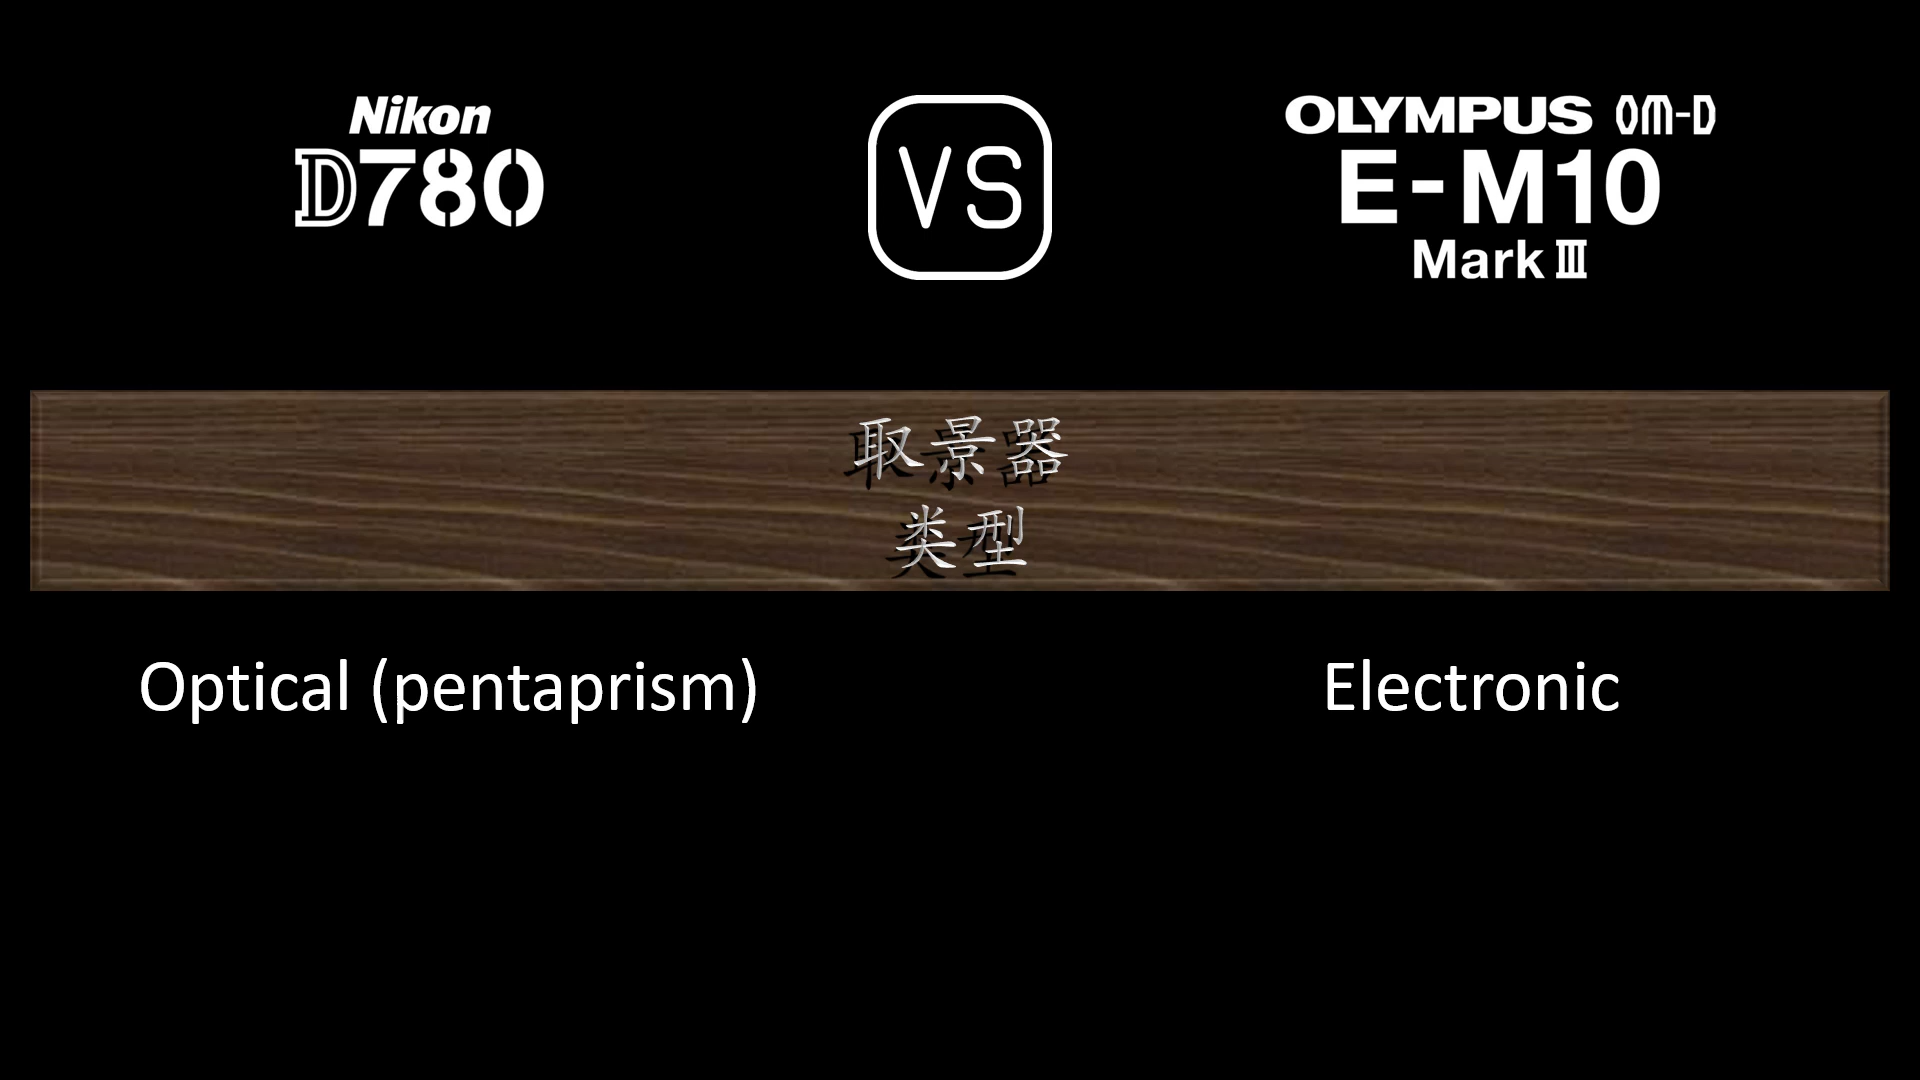 Nikon
D780
VS
OLYMPUS OM-D
E-M10
Mark III
取景器
类型
Optical (pentaprism)
Electronic